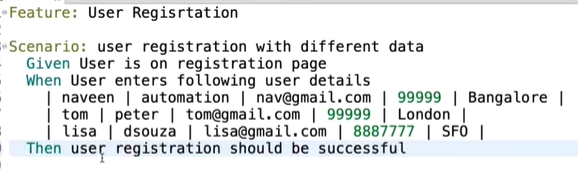 Feature: User Regisrtation
Scenario: user registration with different data
Given User is on registration page
When User enters following user details
| naveen | automation | nav@gmail.com | 99999 | Bangalore |
| tom | peter | tom@gmail.com | 99999 | London |
| lisa | dsouza | lisa@gmail.com | 8887777 | SFO |
Then user registration should be successful